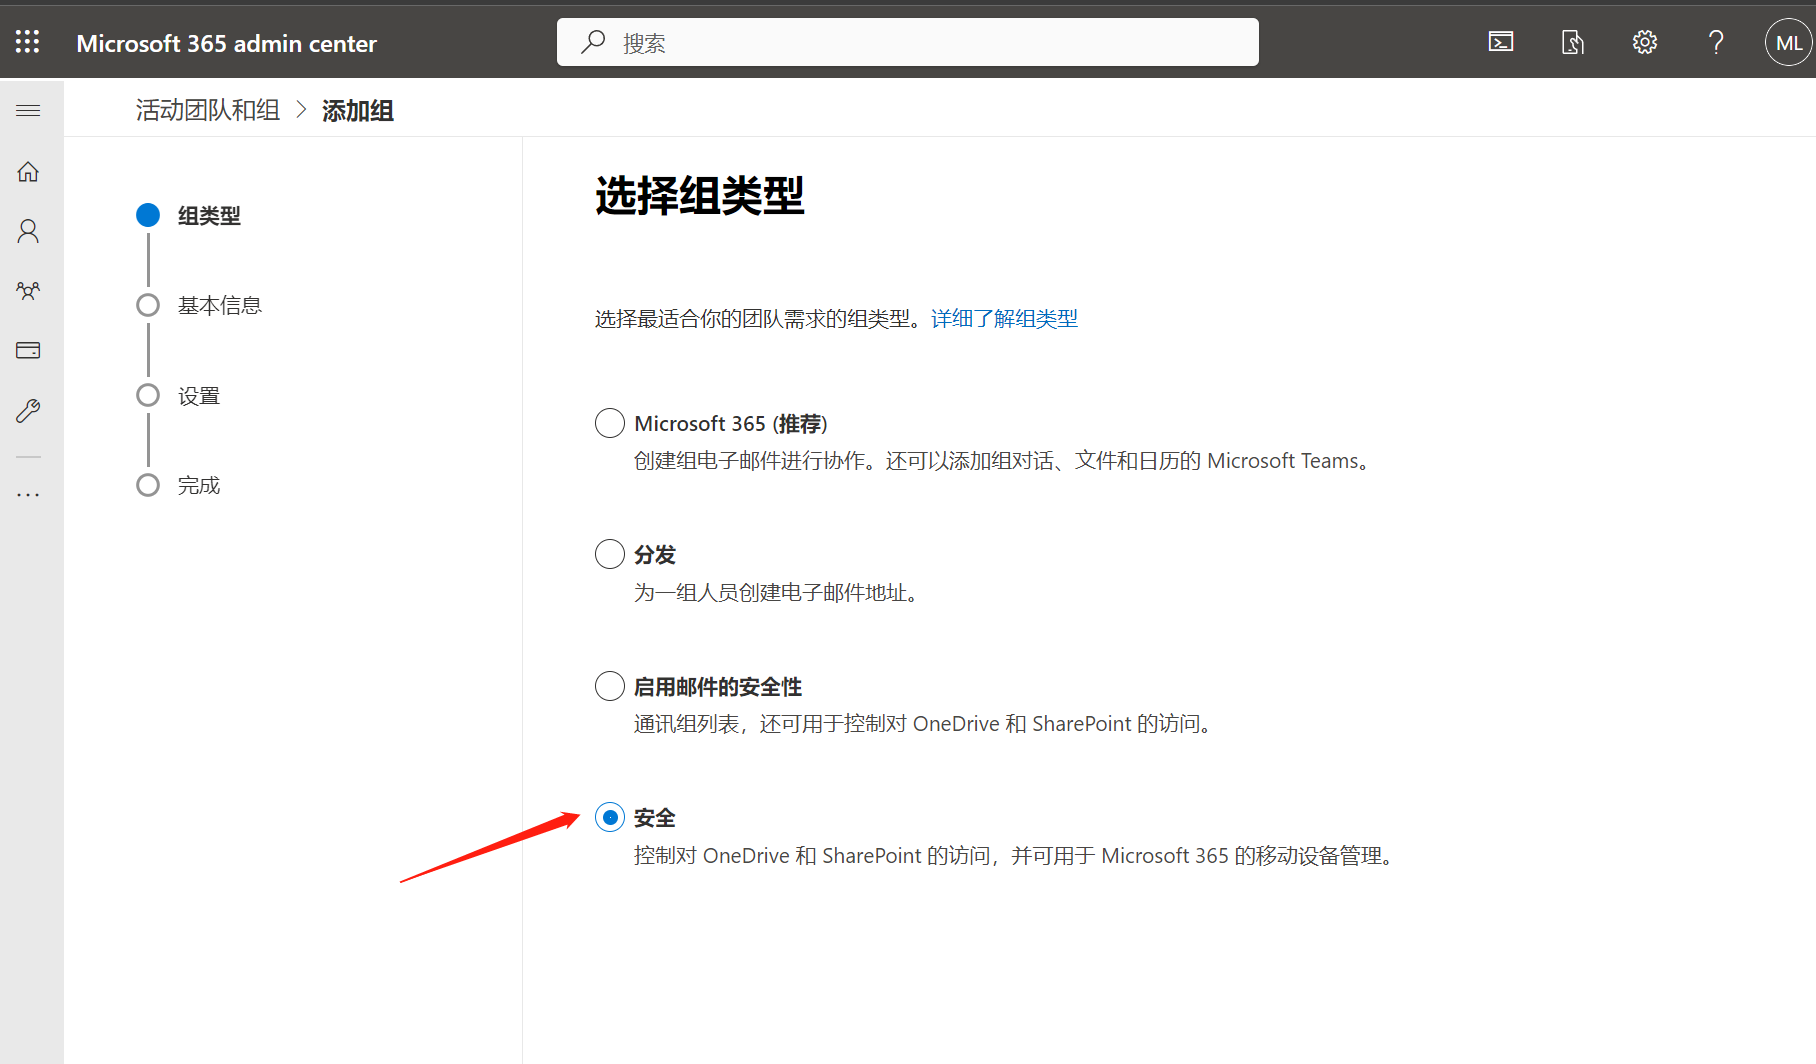 Microsoft 365 admin center
搜索
ML
活动团队和组 > 添加组
组类型
基本信息
设置
完成
选择组类型
选择最适合你的团队需求的组类型。详细了解组类型
Microsoft 365 (推荐)
创建组电子邮件进行协作。还可以添加组对话、文件和日历的 Microsoft Teams。
分发
为一组人员创建电子邮件地址。
启用邮件的安全性
通讯组列表，还可用于控制对 OneDrive 和 SharePoint 的访问。
安全
控制对 OneDrive 和 SharePoint 的访问，并可用于 Microsoft 365 的移动设备管理。